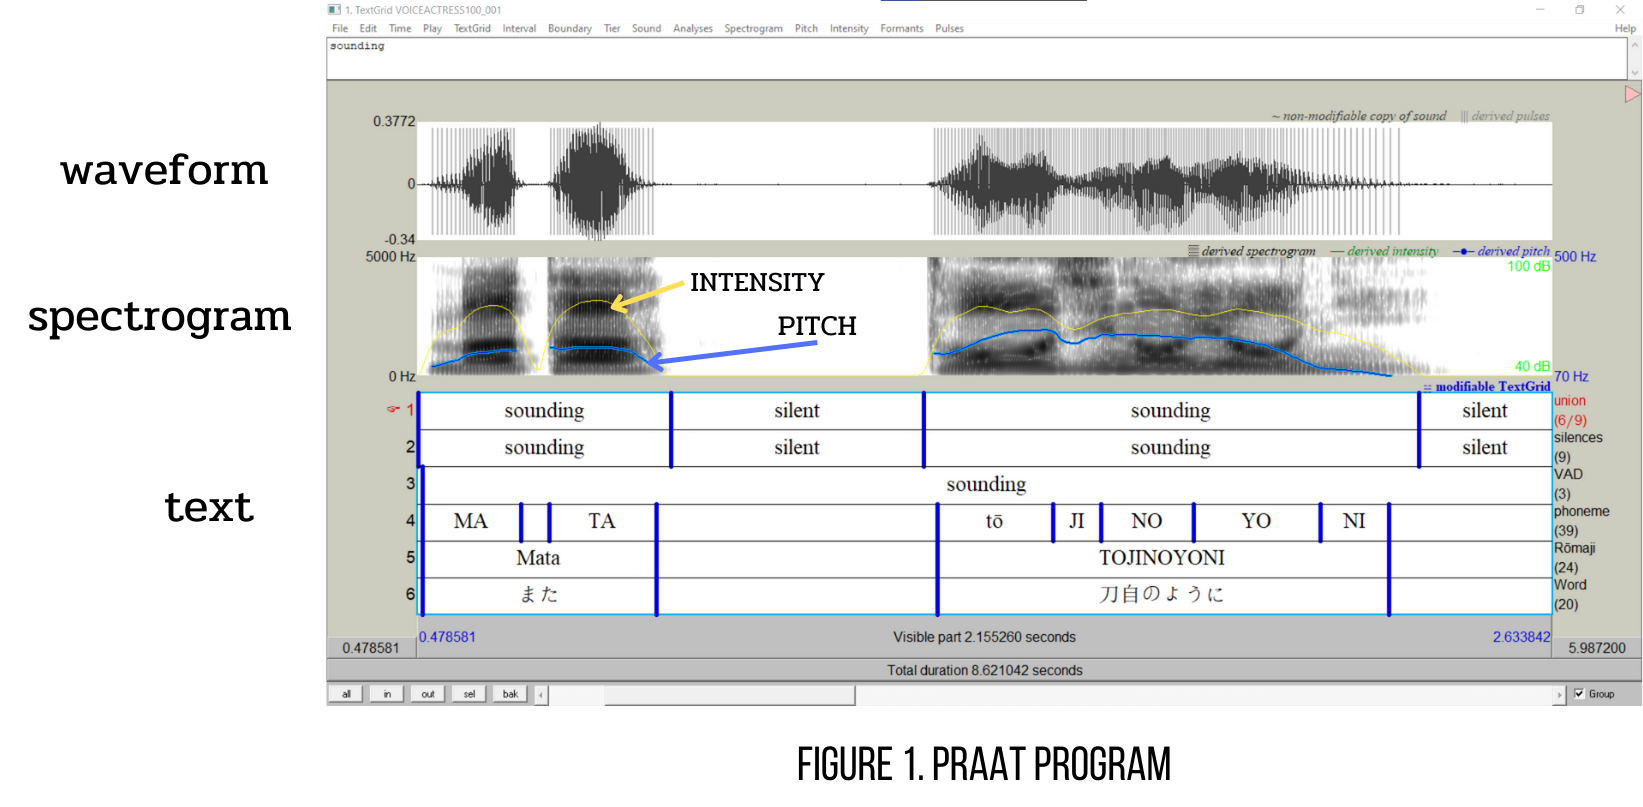 1. TextGrid VOICEACTRESS100_001
File Edit Time Play TextGrid Interval Boundary Tier Sound Analyses Spectrogram Pitch Intensity Formants Pulses Help
sounding
~ non-modifiable copy of sound derived pulses
0.3772
waveform
0
-0.34
derived spectrogram derived intensity derived pitch
5000 Hz 500 Hz
100 dB
INTENSITY
spectrogram
PITCH
40 dB
0 Hz 70 Hz
modifiable TextGrid
1 sounding silent sounding silent union
(6/9)
2 sounding silent sounding silent silences
(9)
3 sounding VAD
(3)
text
4 MA TA tō JI NO YO NI phoneme
(39)
5 Mata TOJINOYONI Rōmaji
(24)
6 また 刀自のように Word
(20)
0.478581 Visible part 2.155260 seconds 2.633842
0.478581 5.987200
Total duration 8.621042 seconds
all in out sel bak Group
FIGURE 1. PRAAT PROGRAM